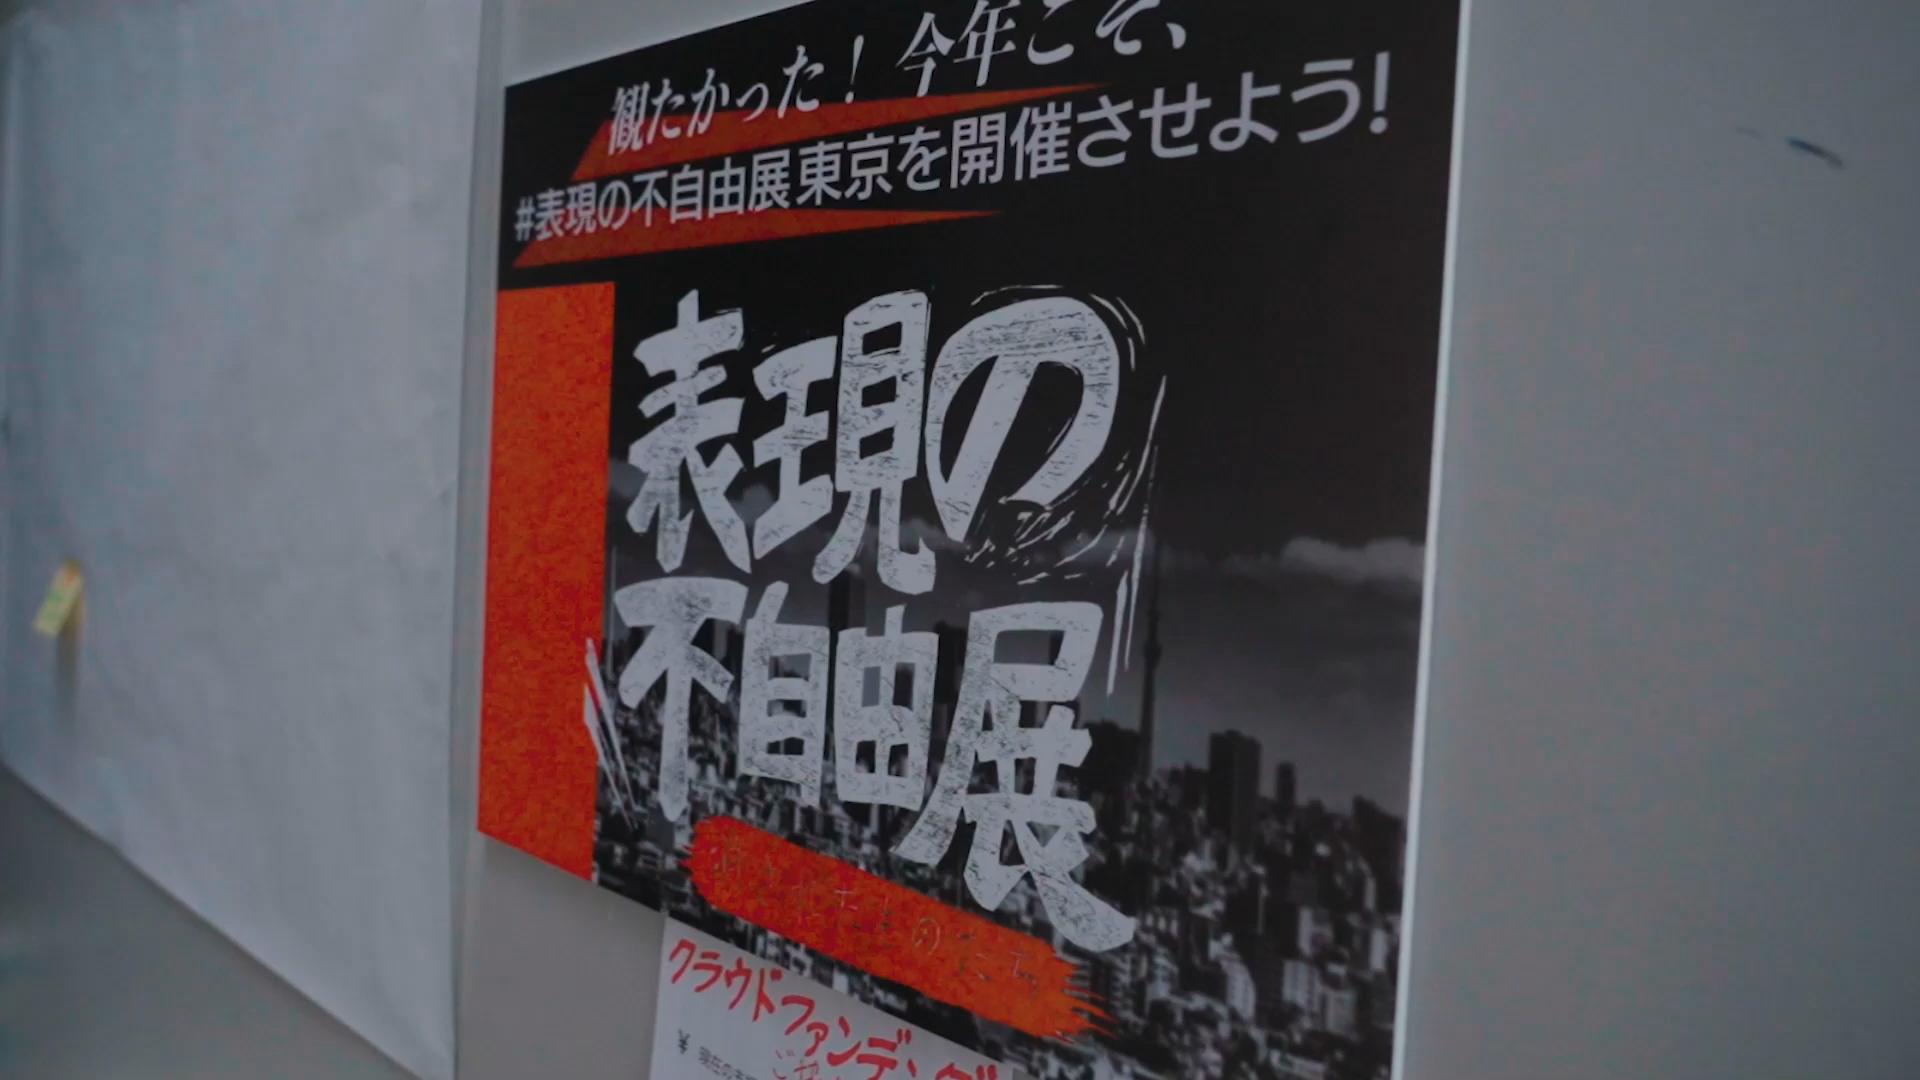 観たかった！今年こそ、
#表現の不自由展東京を開催させよう!
表現の
不自由展
クラウドファンディング